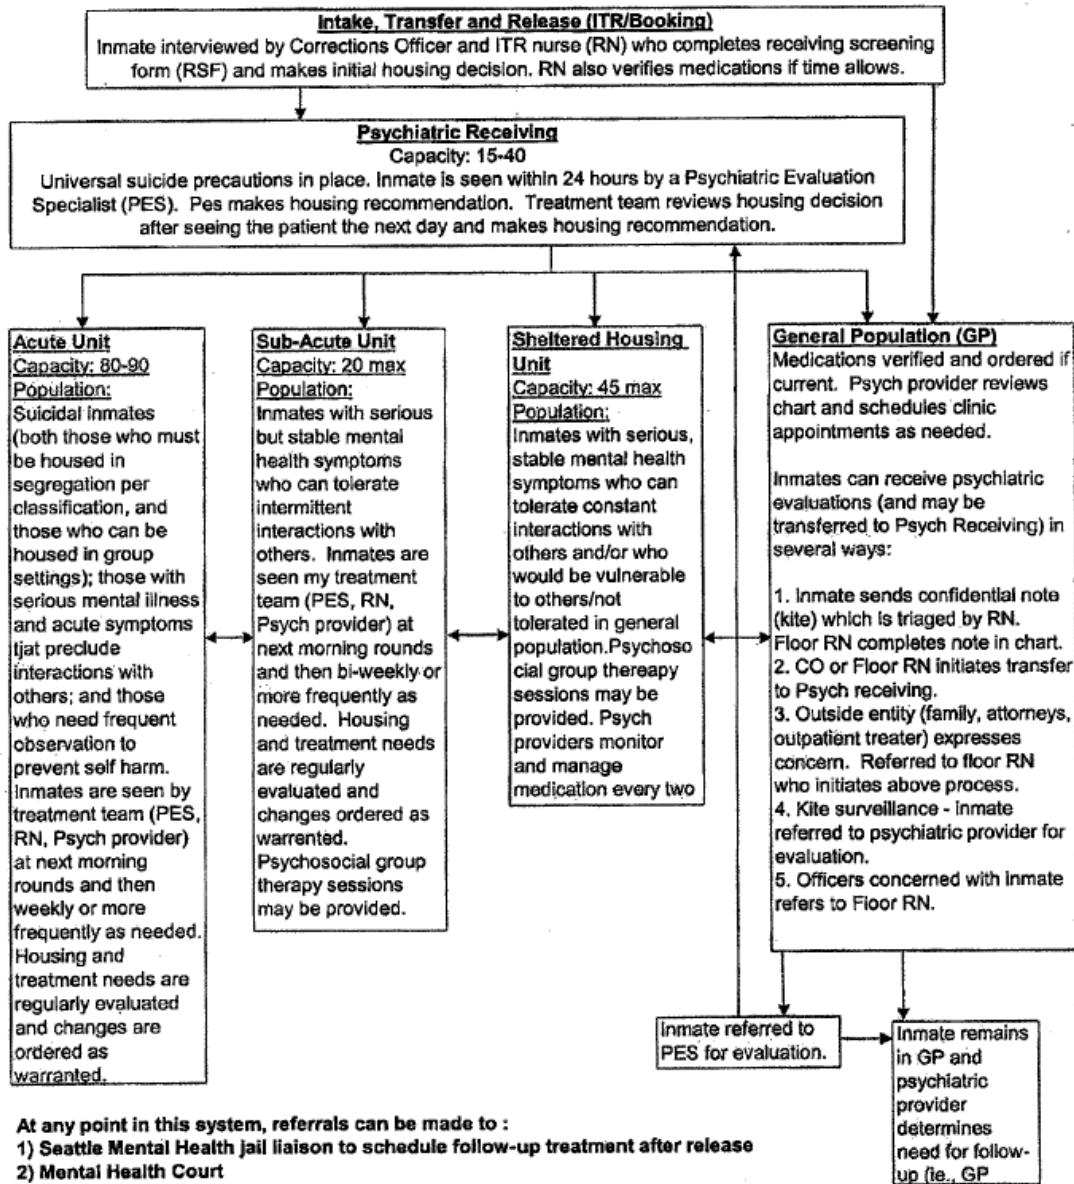 Intake, Transfer and Release (ITR/Booking)
Inmate interviewed by Corrections Officer and ITR nurse (RN) who completes receiving screening
form (RSF) and makes initial housing decision. RN also verifies medications if time allows.
Psychiatric Receiving
Capacity: 15-40
Universal suicide precautions in place. Inmate is seen within 24 hours by a Psychiatric Evaluation
Specialist (PES). Pes makes housing recommendation. Treatment team reviews housing decision
after seeing the patient the next day and makes housing recommendation.
Acute Unit
Capacity: 80-90
Population:
Suicidal inmates
(both those who must
be housed in
segregation per
classification, and
those who can be
housed in group
settings); those with
serious mental illness
and acute symptoms
tjat preclude
interactions with
others; and those
who need frequent
observation to
prevent self harm.
Inmates are seen by
treatment team (PES,
RN, Psych provider)
at next morning
rounds and then
weekly or more
frequently as needed.
Housing and
treatment needs are
regularly evaluated
and changes are
ordered as
warranted.
Sub-Acute Unit
Capacity: 20 max
Population:
Inmates with serious
but stable mental
health symptoms
who can tolerate
intermittent
interactions with
others. Inmates are
seen my treatment
team (PES, RN,
Psych provider) at
next morning rounds
and then bi-weekly or
more frequently as
needed. Housing
and treatment needs
are regularly
evaluated and
changes ordered as
warrented.
Psychosocial group
therapy sessions
may be provided.
Sheltered Housing
Unit
Capacity: 45 max
Population:
Inmates with serious,
stable mental health
symptoms who can
tolerate constant
interactions with
others and/or who
would be vulnerable
to others/not
tolerated in general
population.Psychoso
cial group thereapy
sessions may be
provided. Psych
providers monitor
and manage
medication every two
General Population (GP)
Medications verified and ordered if
current. Psych provider reviews
chart and schedules clinic
appointments as needed.
Inmates can receive psychiatric
evaluations (and may be
transferred to Psych Receiving) in
several ways:
1. Inmate sends confidential note
(kite) which is triaged by RN.
Floor RN completes note in chart.
2. CO or Floor RN initiates transfer
to Psych receiving.
3. Outside entity (family, attorneys,
outpatient treater) expresses
concern. Referred to floor RN
who initiates above process.
4. Kite surveillance - inmate
referred to psychiatric provider for
evaluation.
5. Officers concerned with inmate
refers to Floor RN.
Inmate referred to
PES for evaluation.
Inmate remains
in GP and
psychiatric
provider
determines
need for follow-
up (ie., GP
At any point in this system, referrals can be made to :
1) Seattle Mental Health jail liaison to schedule follow-up treatment after release
2) Mental Health Court